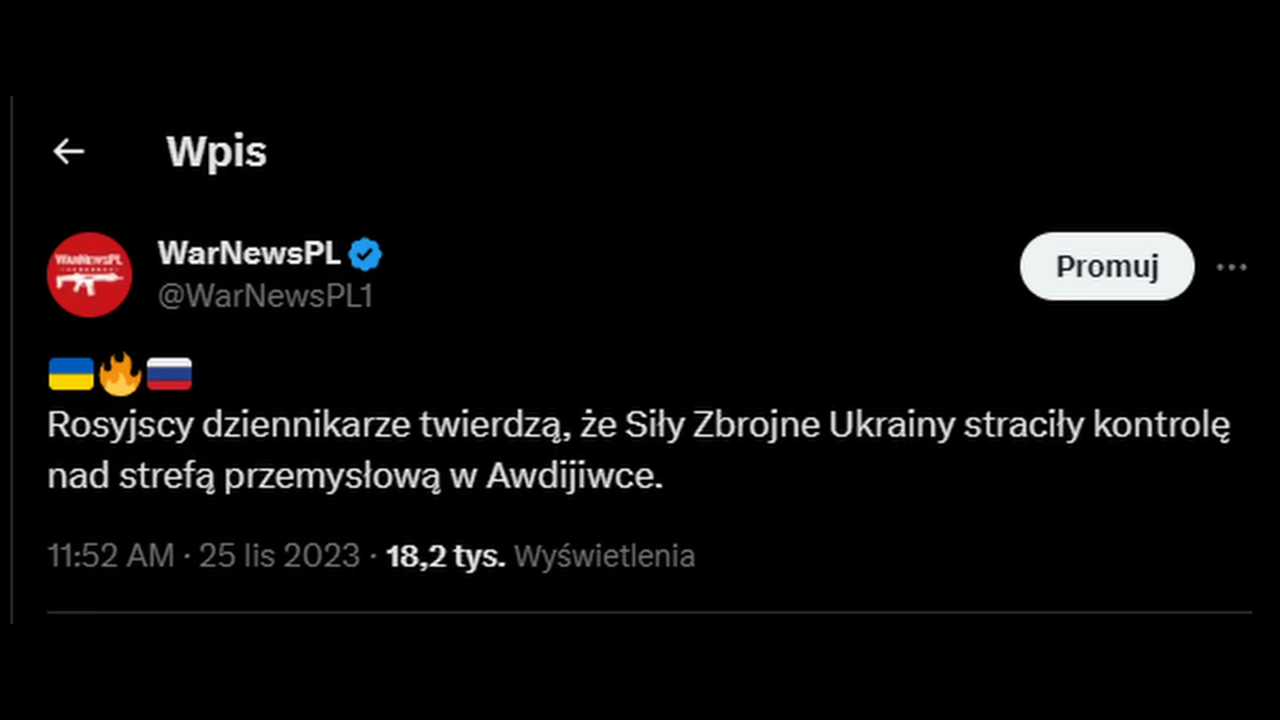 Wpis
WarNewsPL
WarNewsPL
@WarNewsPL1
Promuj
🇺🇦🔥🇷🇺
Rosyjscy dziennikarze twierdzą, że Siły Zbrojne Ukrainy straciły kontrolę
nad strefą przemysłową w Awdijiwce.
11:52 AM · 25 lis 2023 · 18,2 tys. Wyświetlenia